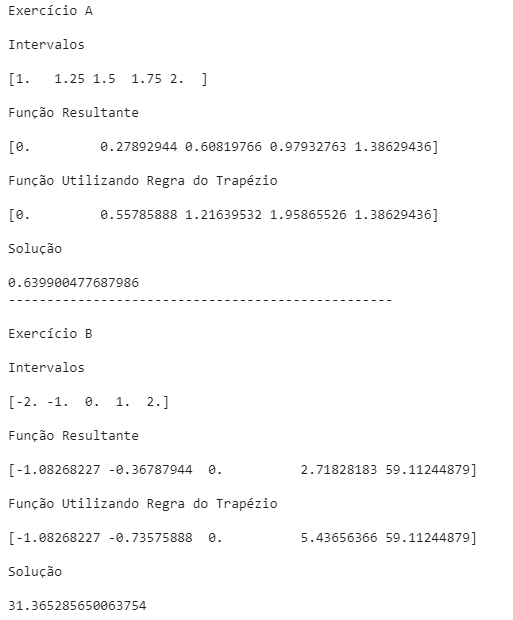 Exercício A
Intervalos
[1.   1.25 1.5  1.75 2.  ]
Função Resultante
[0.         0.27892944 0.60819766 0.97932763 1.38629436]
Função Utilizando Regra do Trapézio
[0.         0.55785888 1.21639532 1.95865526 1.38629436]
Solução
0.639900477687986
--------------------------------------------------
Exercício B
Intervalos
[-2. -1.  0.  1.  2.]
Função Resultante
[-1.08268227 -0.36787944  0.          2.71828183 59.11244879]
Função Utilizando Regra do Trapézio
[-1.08268227 -0.73575888  0.          5.43656366 59.11244879]
Solução
31.365285650063754